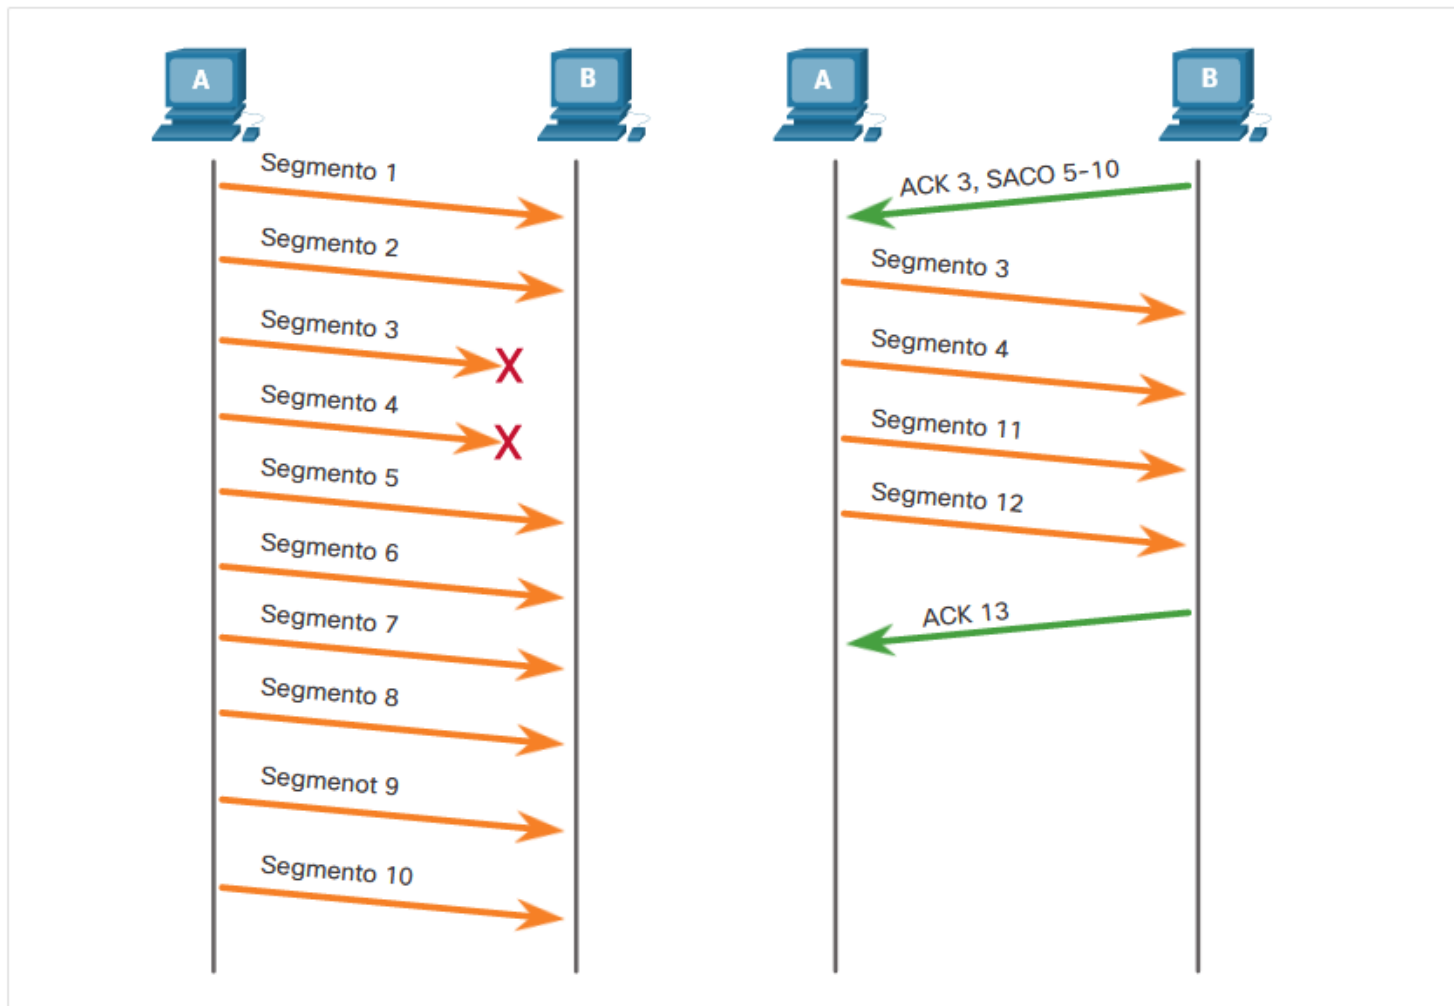 A
B
Segmento 1
Segmento 2
Segmento 3
X
Segmento 4
X
Segmento 5
Segmento 6
Segmento 7
Segmento 8
Segmenot 9
Segmento 10
A
B
ACK 3, SACO 5-10
Segmento 3
Segmento 4
Segmento 11
Segmento 12
ACK 13